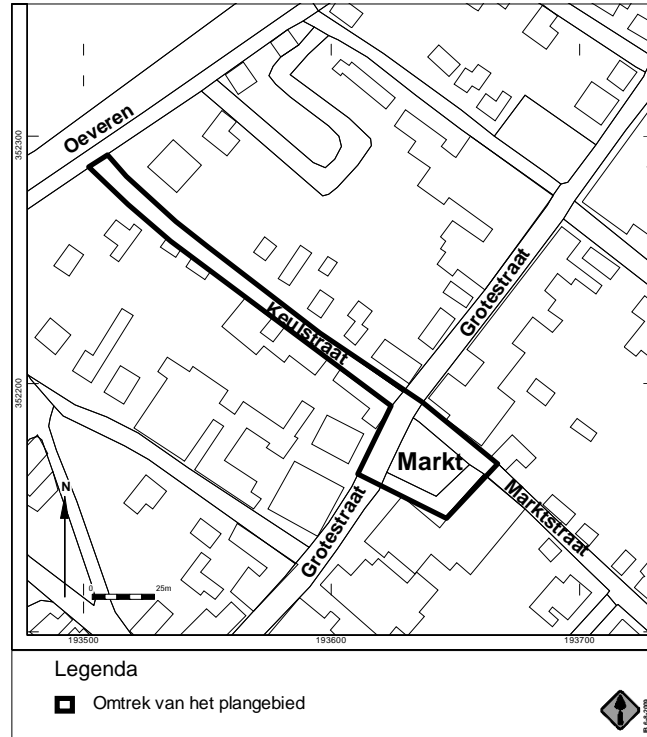 Oeveren
352300
Grotestraat
Keulstraat
352200
Markt
Marktstraat
N
Grotestraat
0
25m
193500
193600
193700
Legenda
Omtrek van het plangebied